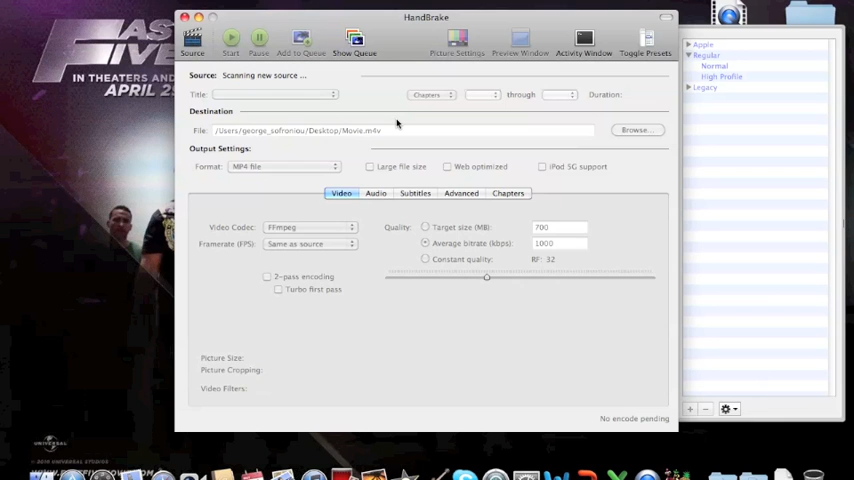 HandBrake
Source Start Pause Add to Queue Show Queue Picture Settings Preview Window Activity Window Toggle Presets
Source: Scanning new source ...
Title: Chapters through Duration:
Destination
File: /Users/george_sofroniou/Desktop/Movie.m4v Browse...
Output Settings:
Format: MP4 file Large file size Web optimized iPod 5G support
Video Audio Subtitles Advanced Chapters
Video Codec: FFmpeg Quality: Target size (MB): 700
Framerate (FPS): Same as source Average bitrate (kbps): 1000
Constant quality: RF: 32
2-pass encoding
Turbo first pass
Picture Size:
Picture Cropping:
Video Filters:
No encode pending
Apple
Regular
Normal
High Profile
Legacy
FAS
FIVE
IN THEATERS AND
APRIL 29
UNIVERSAL